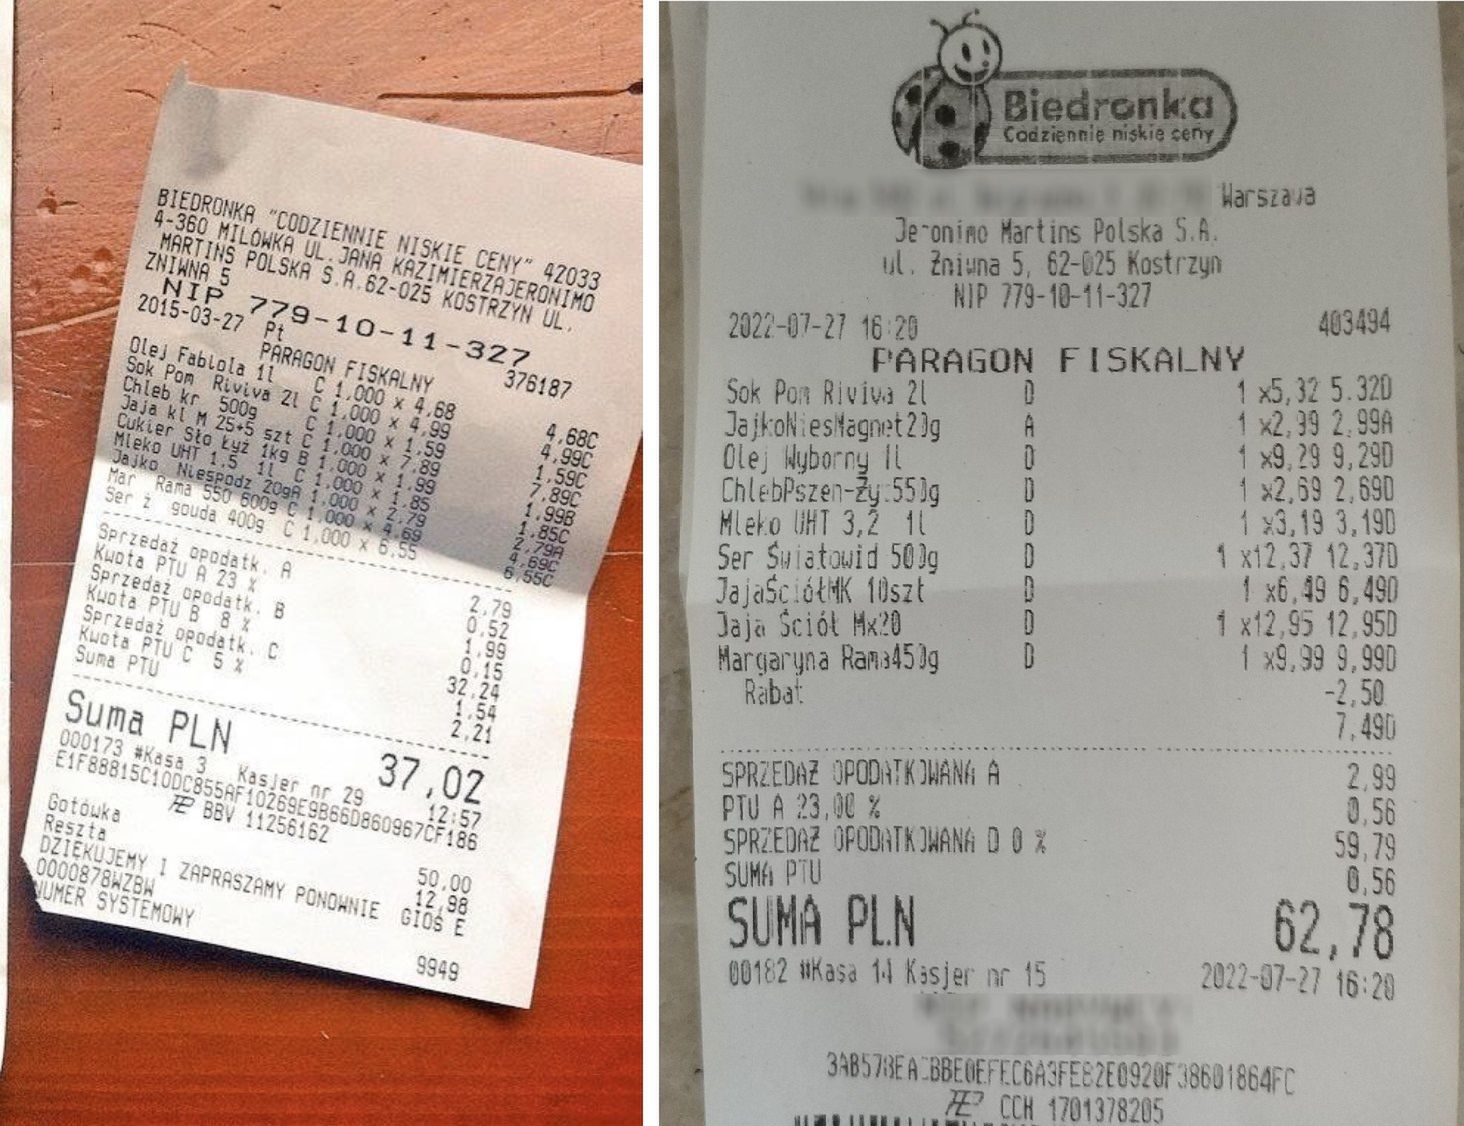 BIEDRONKA "CODZIENNIE NISKIE CENY" 42033
4-360 MILÓWKA UL.JANA KAZIMIERZAJERONIMO
MARTINS POLSKA S.A.62-025 KOSTRZYN UL.
ZNIWNA 5
NIP 779-10-11-327
2015-03-27 Pt 376187
PARAGON FISKALNY
Olej Fabiola 1l C 1,000 x 4,68 4,68C
Sok Pom Riviva 2l C 1,000 x 4,99 4,99C
Chleb kr 500g C 1,000 x 1,59 1,59C
Jaja kl M 25+5 szt C 1,000 x 7,89 7,89C
Cukier Sło Łyż 1kg B 1,000 x 1,99 1,99B
Mleko UHT 1,5 1l C 1,000 x 1,85 1,85C
Jajko Niespodz 20gA 1,000 x 2,79 2,79A
Mar Rama 550 600g C 1,000 x 4,69 4,69C
Ser ż gouda 400g C 1,000 x 6,55 6,55C
Sprzedaż opodatk. A 2,79
Kwota PTU A 23 % 0,52
Sprzedaż opodatk. B 1,99
Kwota PTU B 8 % 0,15
Sprzedaż opodatk. C 32,24
Kwota PTU C 5 % 1,54
Suma PTU 2,21
Suma PLN 37,02
000173 #Kasa 3 Kasjer nr 29 12:57
E1F88815C10DC855AF10269E9B66D860967CF186
BBV 11256162
Gotówka 50,00
Reszta 12,98
DZIĘKUJEMY I ZAPRASZAMY PONOWNIE GIOŚ E
0000878WZBW
NUMER SYSTEMOWY 9949
Biedronka
Codziennie niskie ceny
Warszawa
Jeronimo Martins Polska S.A.
ul. Żniwna 5, 62-025 Kostrzyn
NIP 779-10-11-327
2022-07-27 16:20 403494
PARAGON FISKALNY
Sok Pom Riviva 2l D 1 x5,32 5.32D
JajkoNiesMagnet20g A 1 x2,99 2,99A
Olej Wyborny 1l D 1 x9,29 9,29D
ChlebPszen-Ży:550g D 1 x2,69 2,69D
Mleko UHT 3,2 1l D 1 x3,19 3,19D
Ser Światowid 500g D 1 x12,37 12,37D
JajaŚciółMK 10szt D 1 x6,49 6,49D
Jaja Ściół Mx20 D 1 x12,95 12,95D
Margaryna Rama450g D 1 x9,99 9,99D
Rabat -2,50
7,49D
SPRZEDAŻ OPODATKOWANA A 2,99
PTU A 23,00 % 0,56
SPRZEDAŻ OPODATKOWANA D 0 % 59,79
SUMA PTU 0,56
SUMA PLN 62,78
00182 #Kasa 14 Kasjer nr 15 2022-07-27 16:20
CCH 1701378205